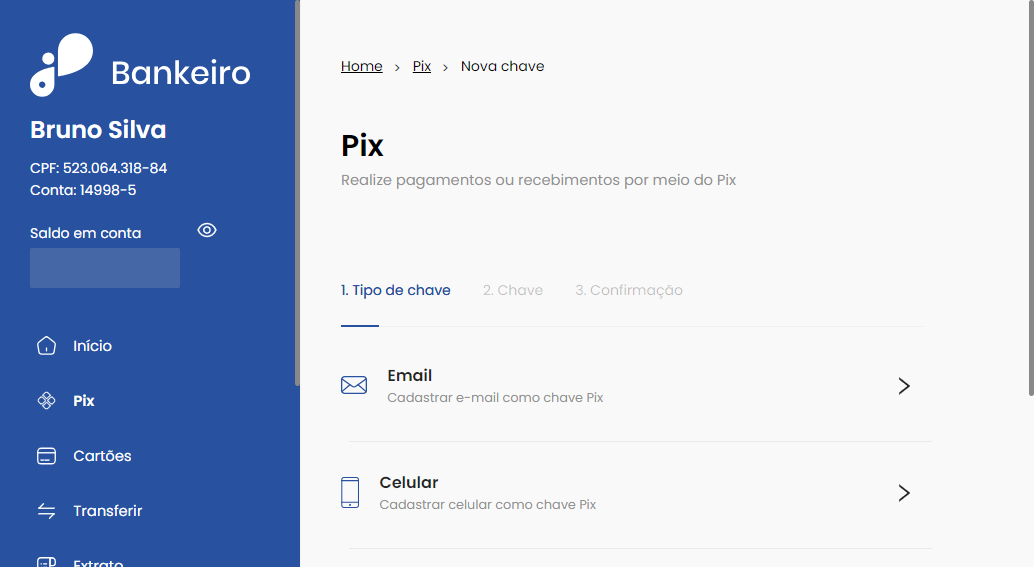 Bankeiro
Bruno Silva
CPF: 523.064.318-84
Conta: 14998-5
Saldo em conta
Início
Pix
Cartões
Transferir
Extrato
Home > Pix > Nova chave
Pix
Realize pagamentos ou recebimentos por meio do Pix
1. Tipo de chave 2. Chave 3. Confirmação
Email
Cadastrar e-mail como chave Pix
Celular
Cadastrar celular como chave Pix